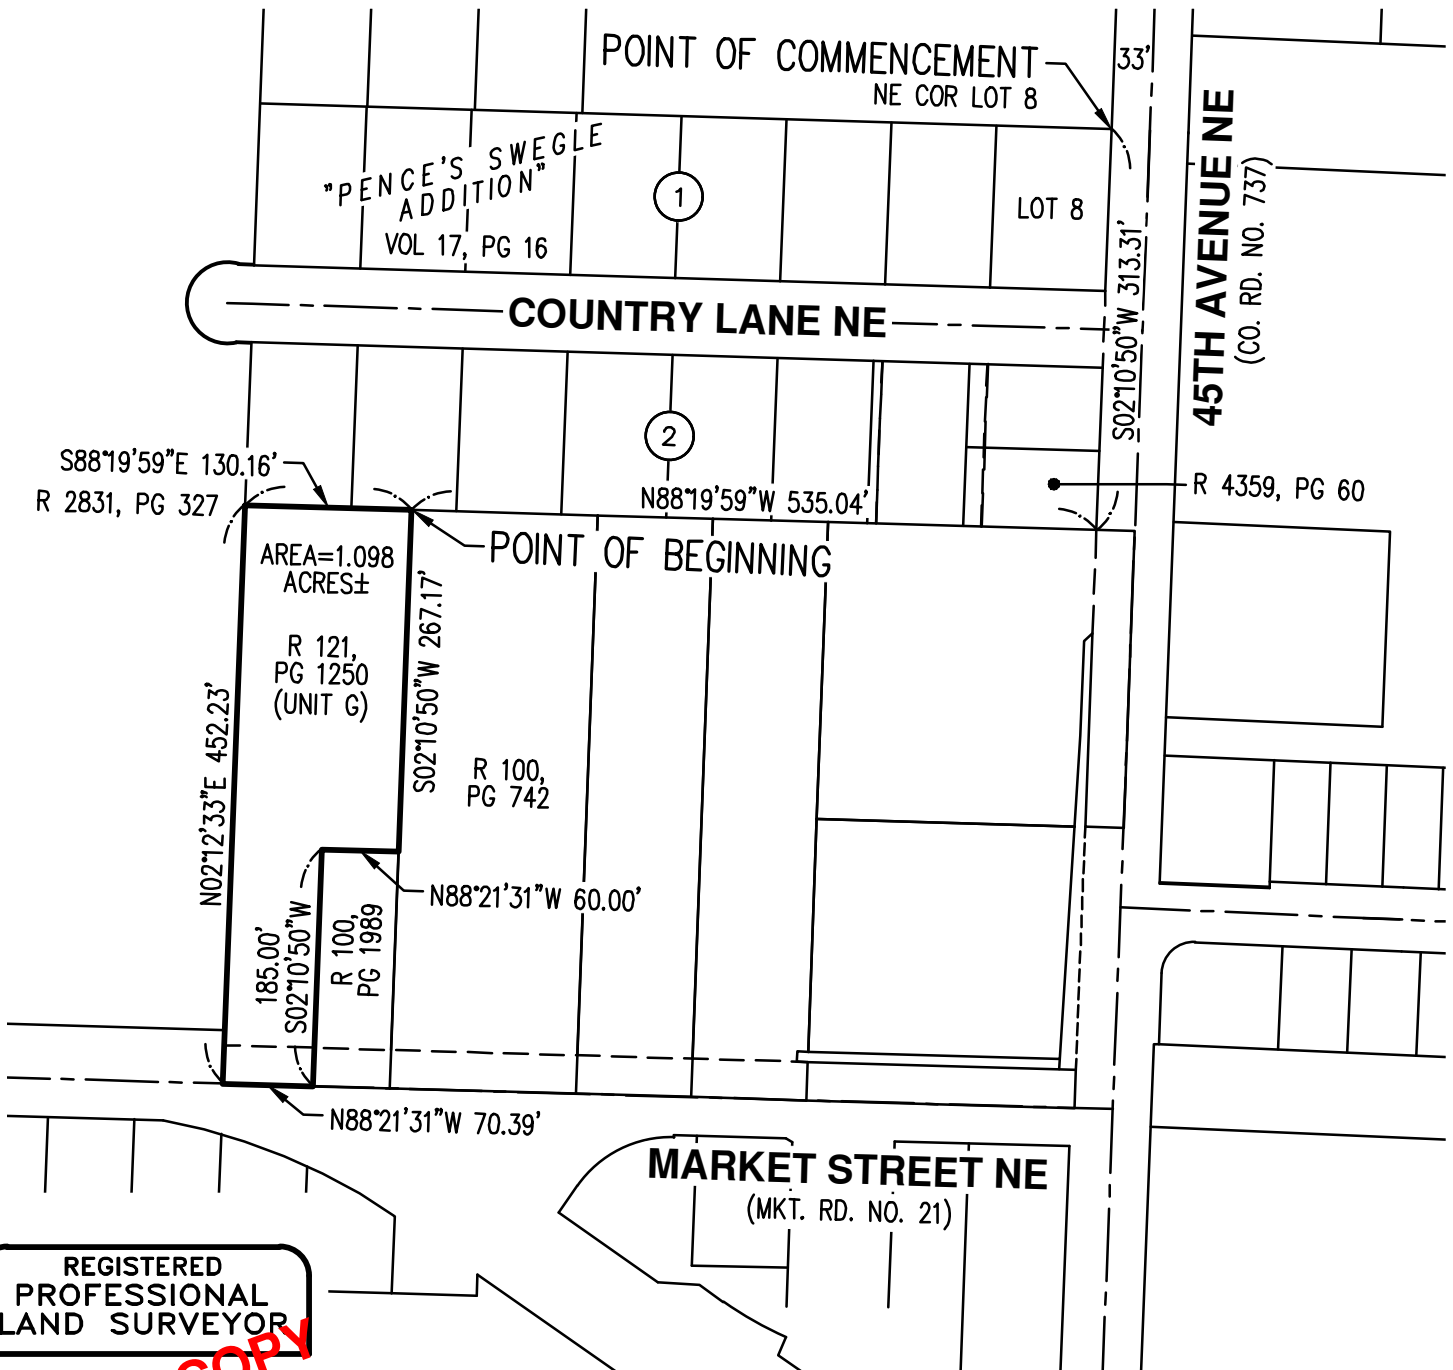 POINT OF COMMENCEMENT
NE COR LOT 8
33'
45TH AVENUE NE
(CO. RD. NO. 737)
"PENCE'S SWEGLE
ADDITION"
VOL 17, PG 16
1
LOT 8
S02°10'50"W 313.31'
COUNTRY LANE NE
2
S88°19'59"E 130.16'
R 2831, PG 327
N88°19'59"W 535.04'
R 4359, PG 60
POINT OF BEGINNING
AREA=1.098
ACRES±
R 121,
PG 1250
(UNIT G)
S02°10'50"W 267.17'
N02°12'33"E 452.23'
R 100,
PG 742
N88°21'31"W 60.00'
185.00'
S02°10'50"W
R 100,
PG 1989
N88°21'31"W 70.39'
MARKET STREET NE
(MKT. RD. NO. 21)
REGISTERED
PROFESSIONAL
LAND SURVEYOR
COPY